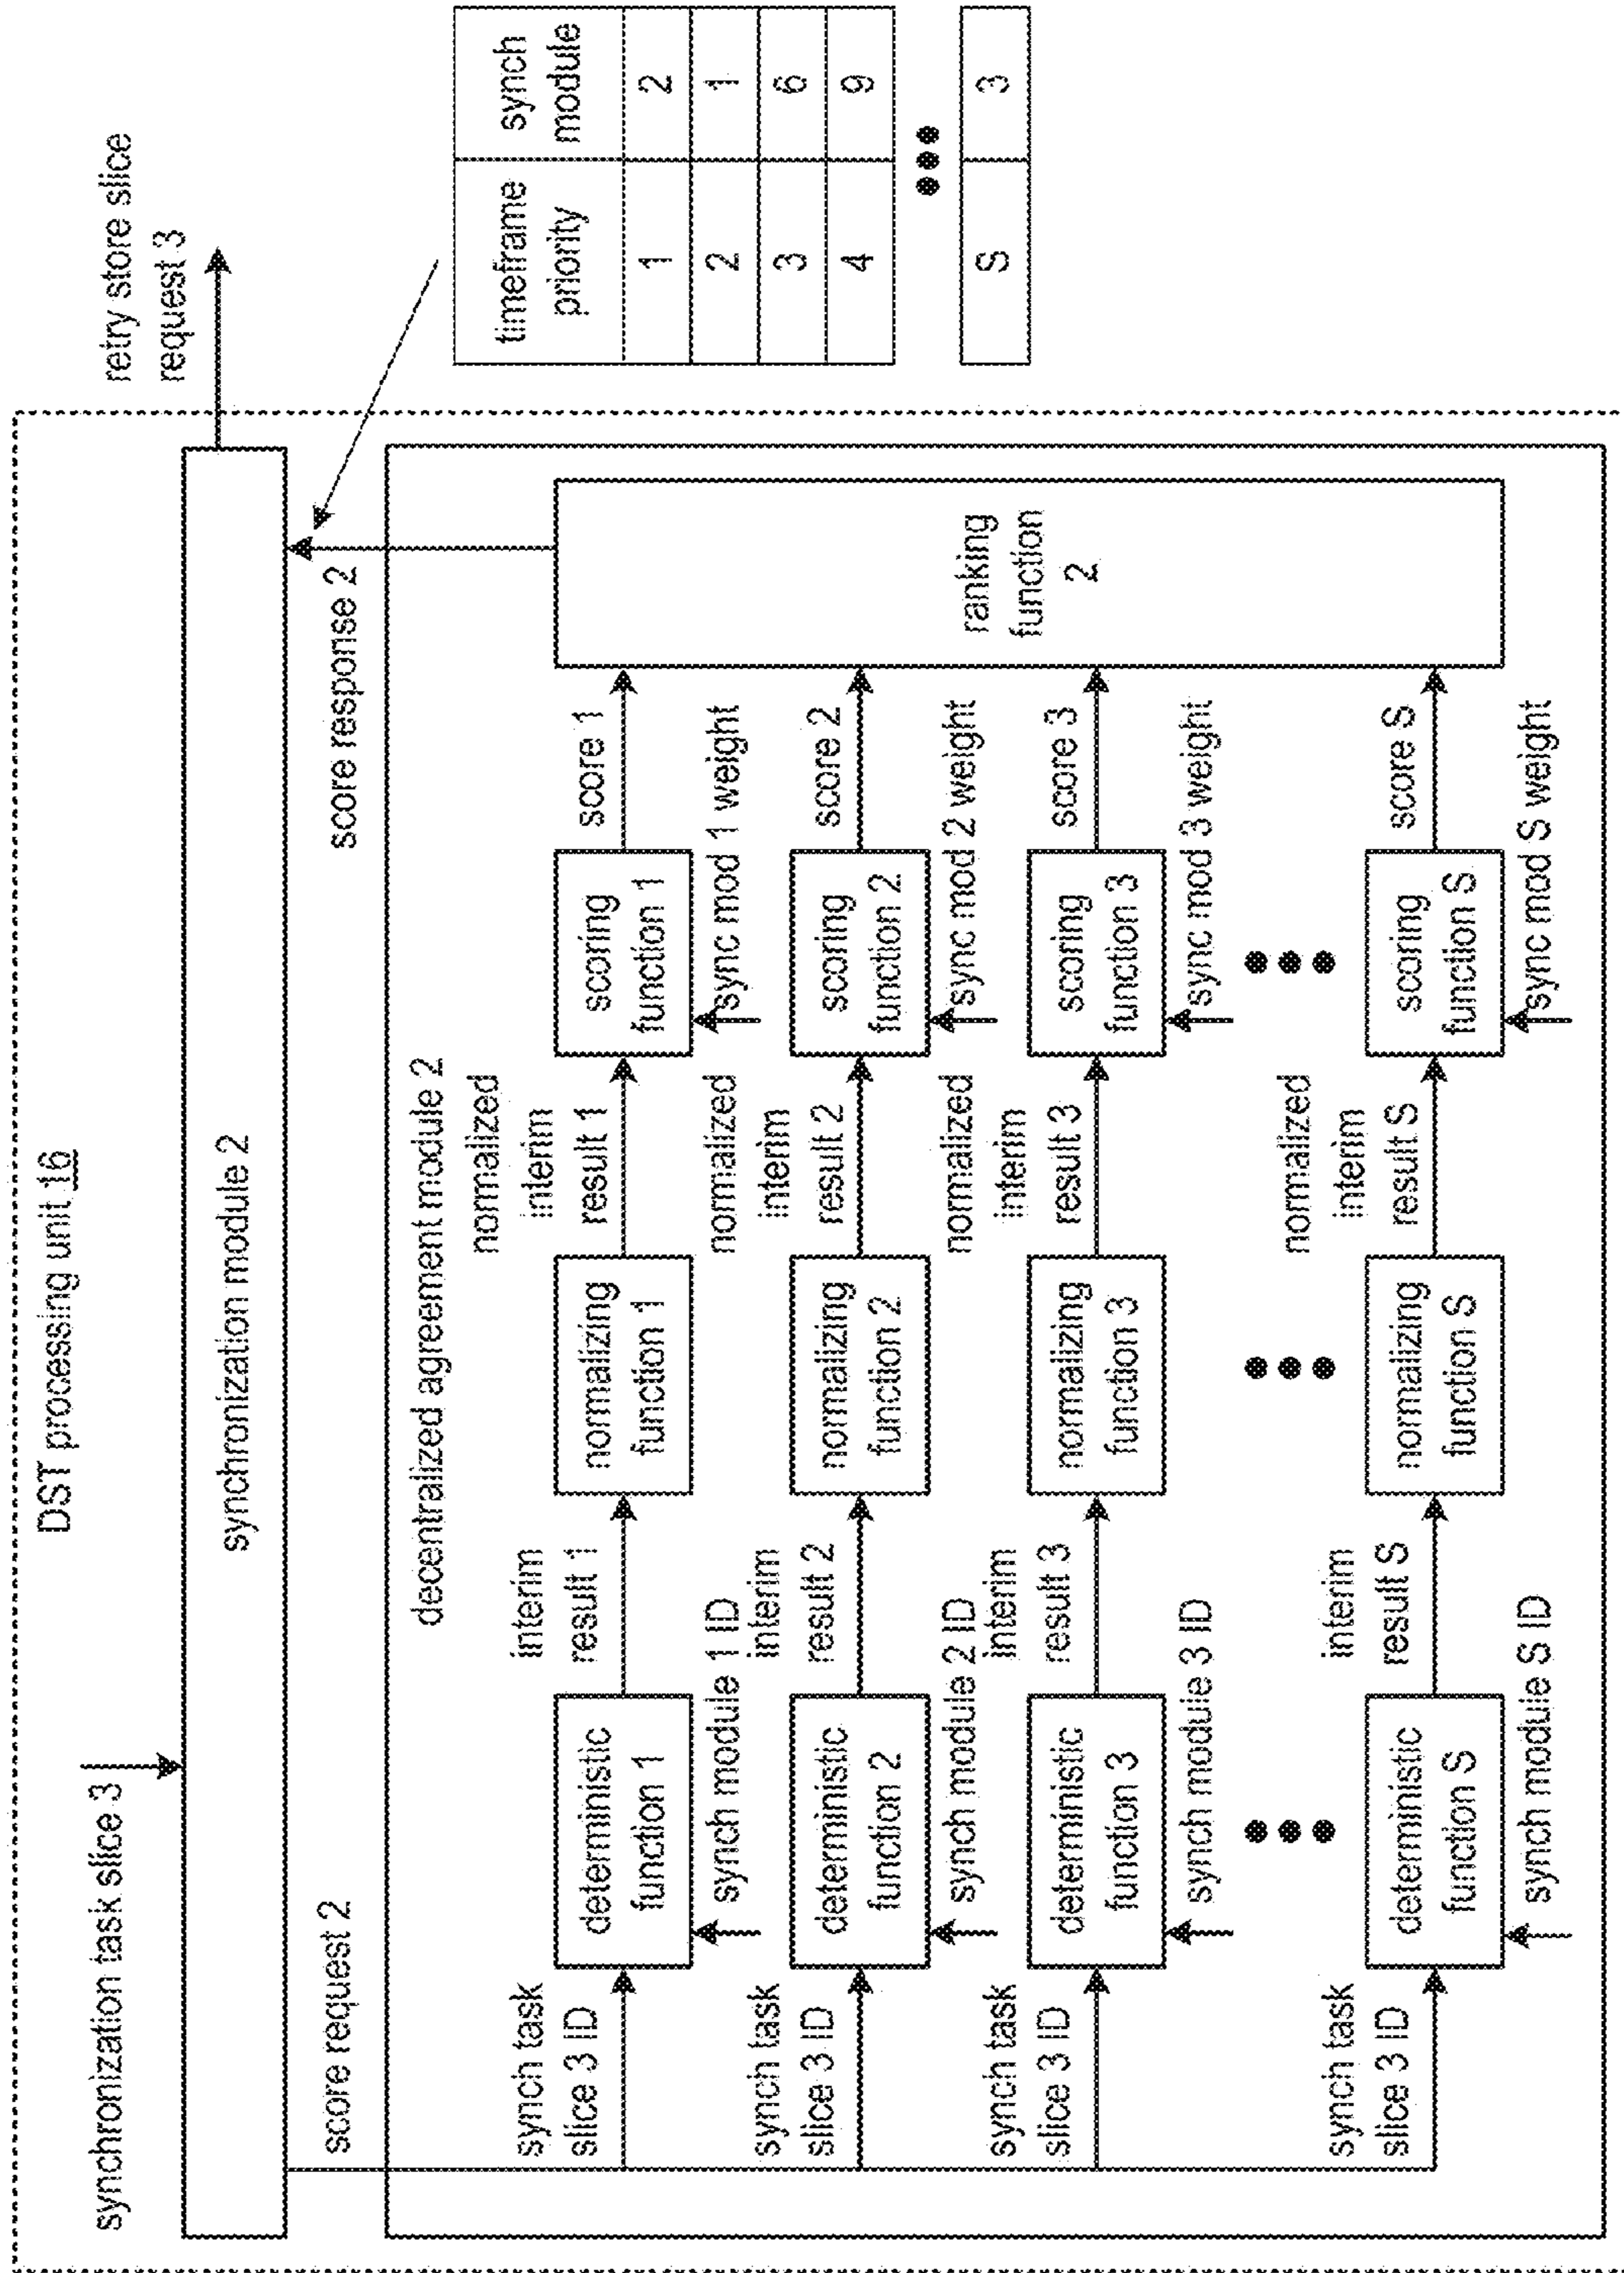 DST processing unit 16
synchronization task slice 3
synchronization module 2
retry store slice
request 3
score request 2
score response 2
decentralized agreement module 2
synch task
slice 3 ID
deterministic
function 1
synch module 1 ID
interim
result 1
normalizing
function 1
normalized
interim
result 1
scoring
function 1
sync mod 1 weight
score 1
synch task
slice 3 ID
deterministic
function 2
synch module 2 ID
interim
result 2
normalizing
function 2
normalized
interim
result 2
scoring
function 2
sync mod 2 weight
score 2
synch task
slice 3 ID
deterministic
function 3
synch module 3 ID
interim
result 3
normalizing
function 3
normalized
interim
result 3
scoring
function 3
sync mod 3 weight
score 3
synch task
slice 3 ID
deterministic
function S
synch module S ID
interim
result S
normalizing
function S
normalized
interim
result S
scoring
function S
sync mod S weight
score S
ranking
function
2
timeframe
priority
synch
module
1 2
2 1
3 6
4 9
S 3